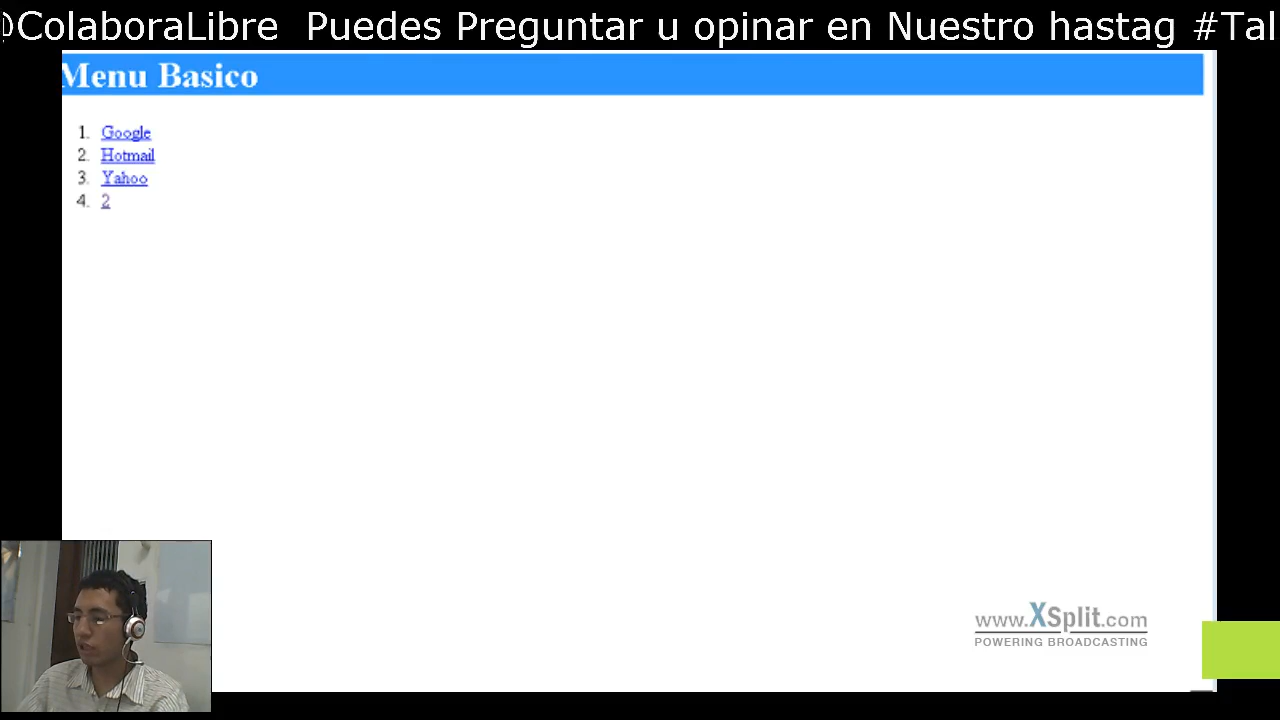 @ColaboraLibre  Puedes Preguntar u opinar en Nuestro hastag #Tal
Menu Basico
1. Google
2. Hotmail
3. Yahoo
4. 2
www.XSplit.com
POWERING BROADCASTING